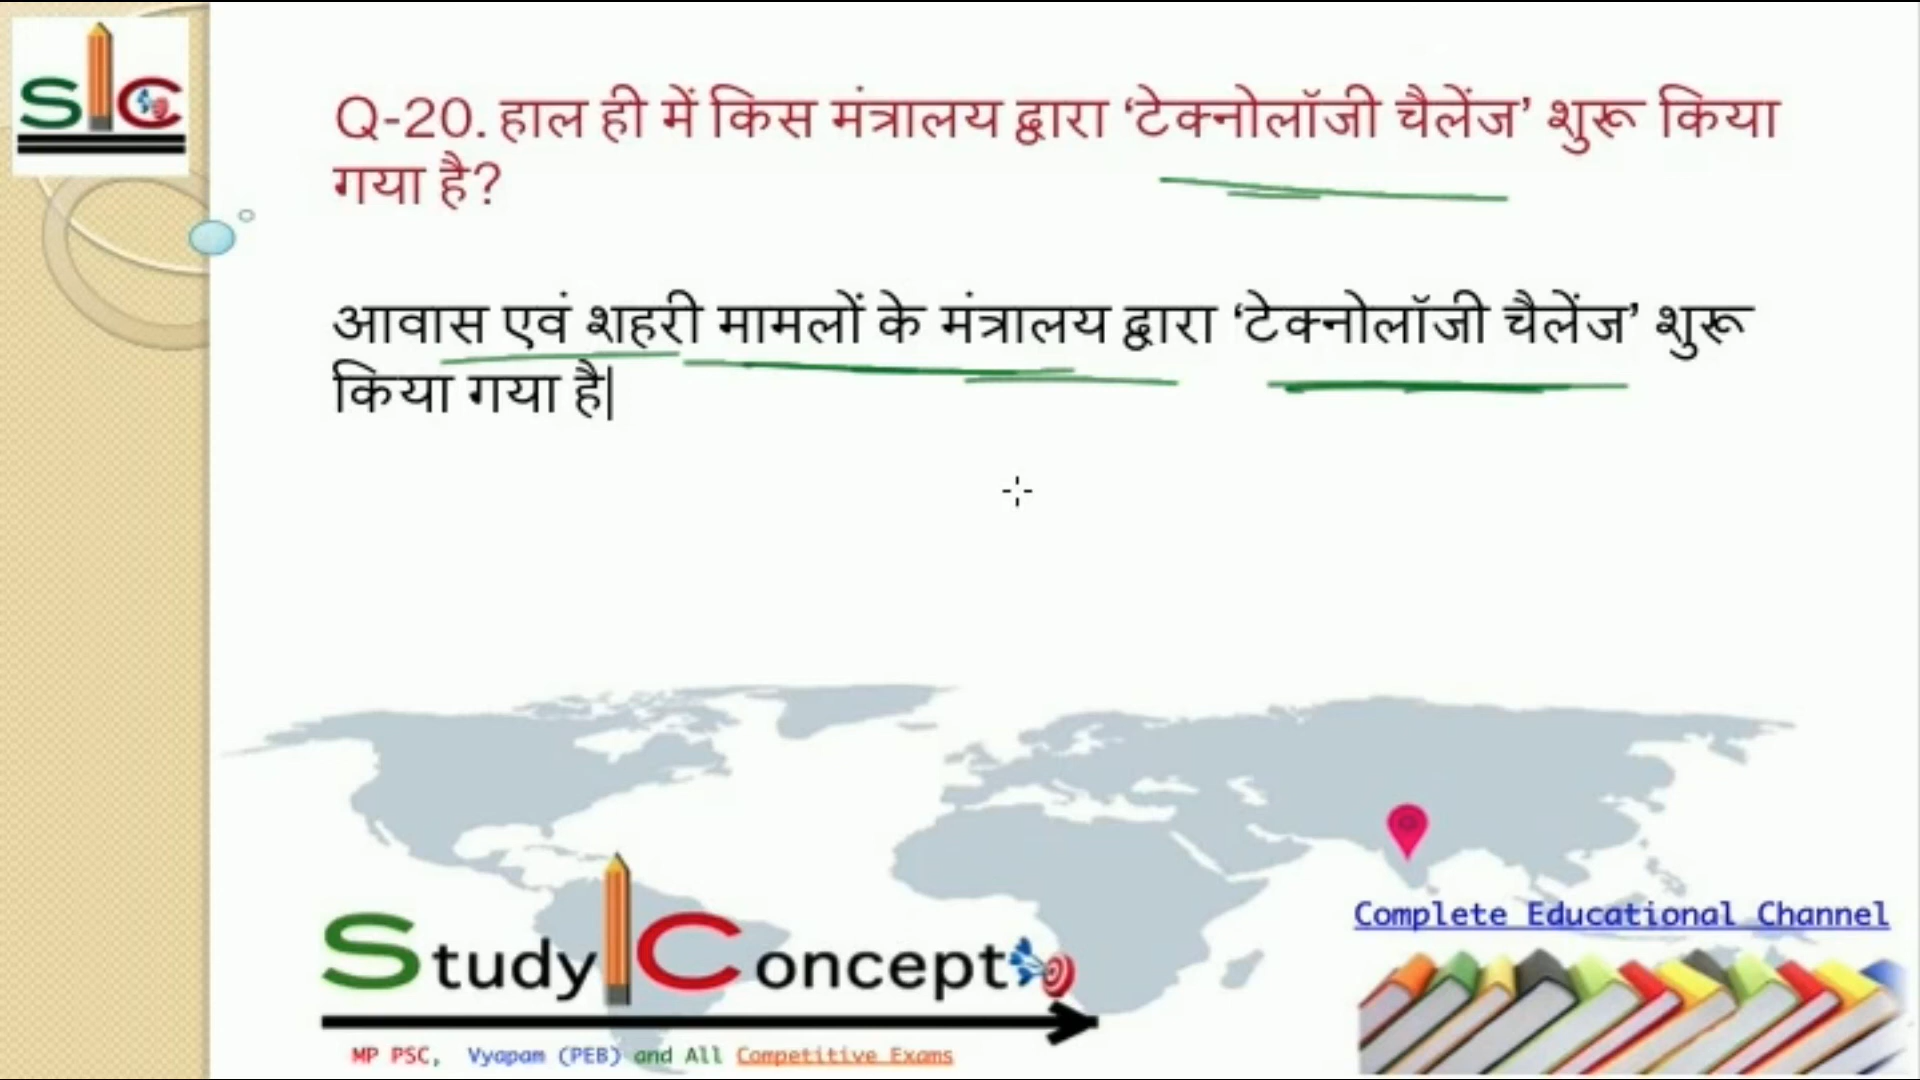 SC
Q-20. हाल ही में किस मंत्रालय द्वारा ‘टेक्नोलॉजी चैलेंज’ शुरू किया
गया है?
आवास एवं शहरी मामलों के मंत्रालय द्वारा ‘टेक्नोलॉजी चैलेंज’ शुरू
किया गया है|
Complete Educational Channel
Study Concept
MP PSC, Vyapam (PEB) and All Competitive Exams